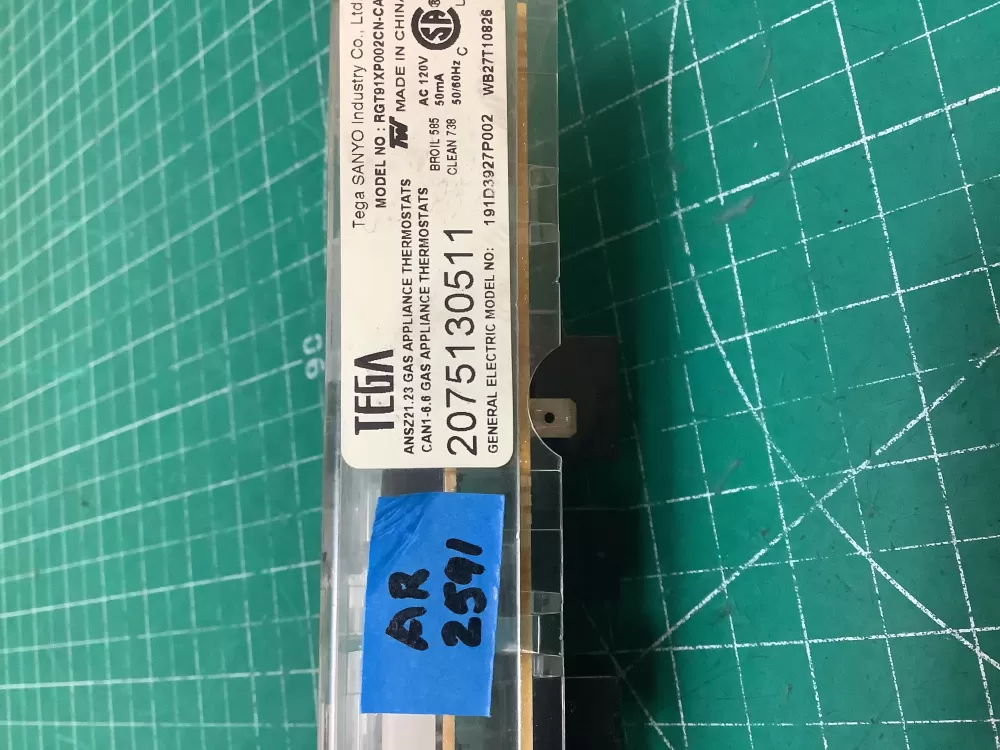 Tega SANYO Industry Co., Ltd
MODEL NO : RGT91XP002CN-CA
TEGA
MADE IN CHINA
ANSZ21.23 GAS APPLIANCE THERMOSTATS
CAN1-6.6 GAS APPLIANCE THERMOSTATS
BROIL 585 AC 120V
50mA
CLEAN 738 50/60Hz C
2075130511
GENERAL ELECTRIC MODEL NO: 191D3927P002 WB27T10826
AR
2591
96